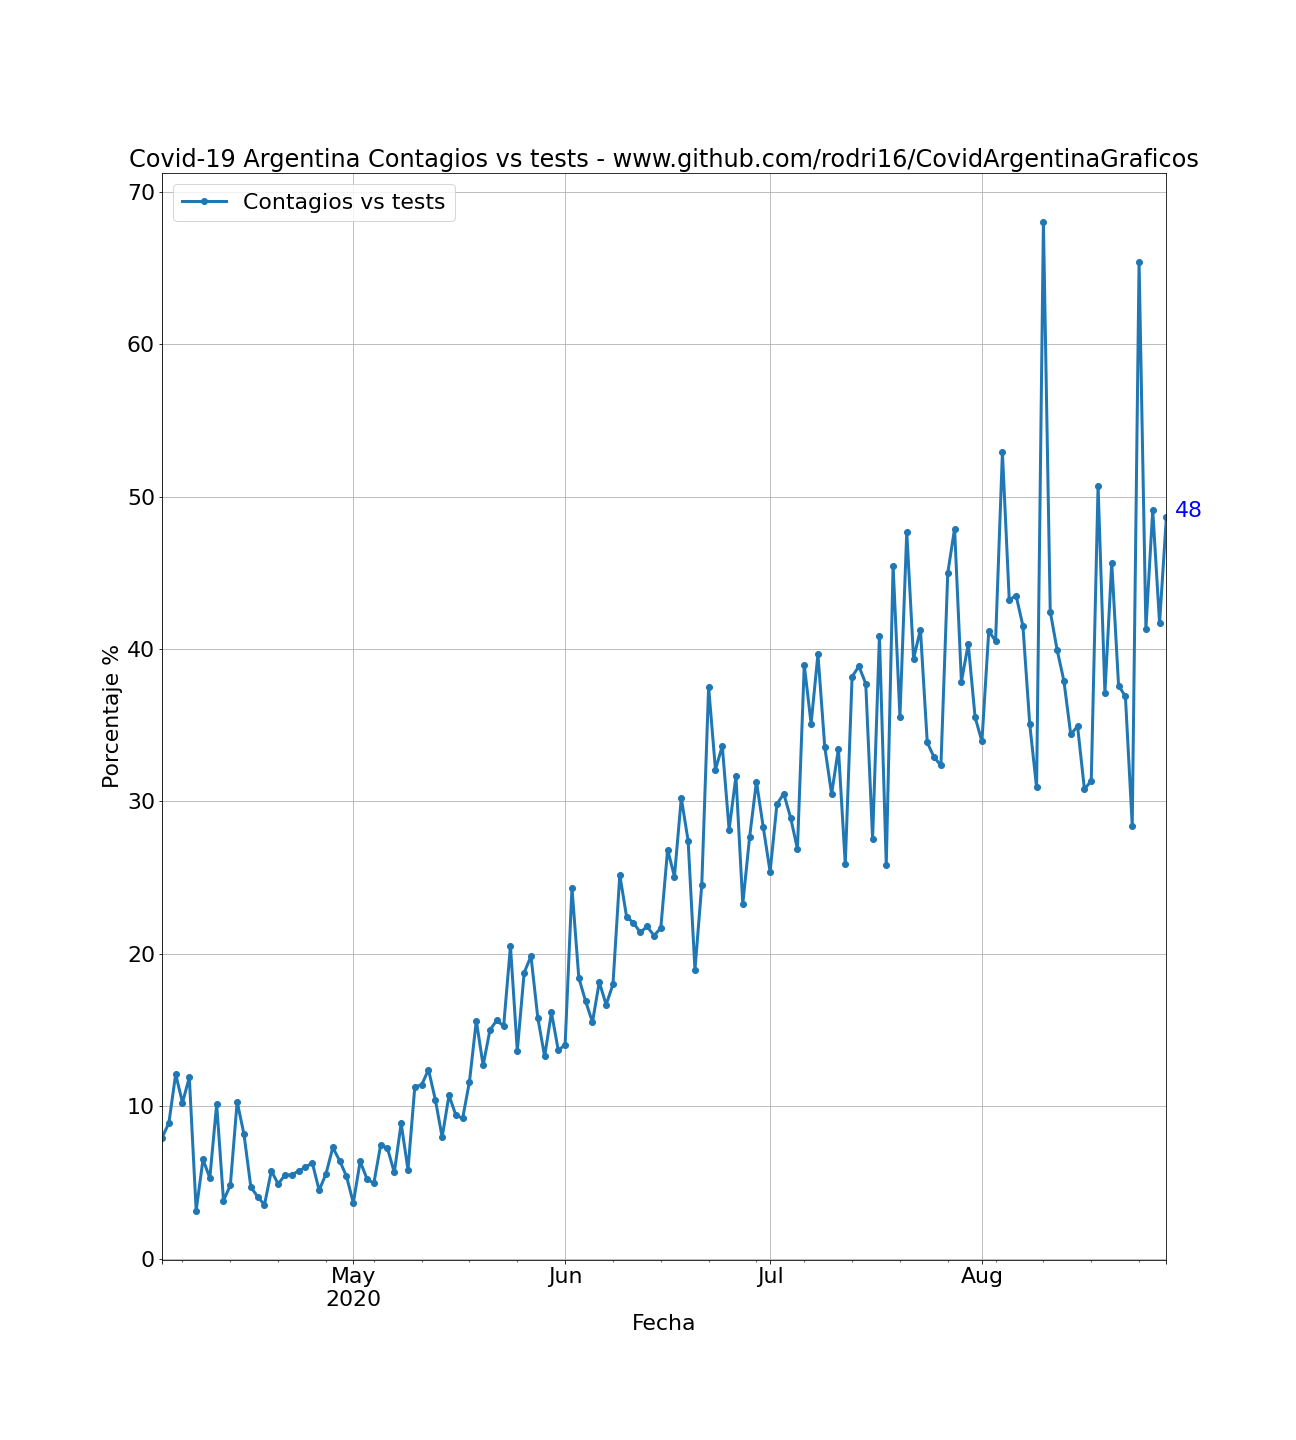 Covid-19 Argentina Contagios vs tests - www.github.com/rodri16/CovidArgentinaGraficos
Contagios vs tests
70
60
50
48
40
Porcentaje %
30
20
10
0
May
2020
Jun
Jul
Aug
Fecha